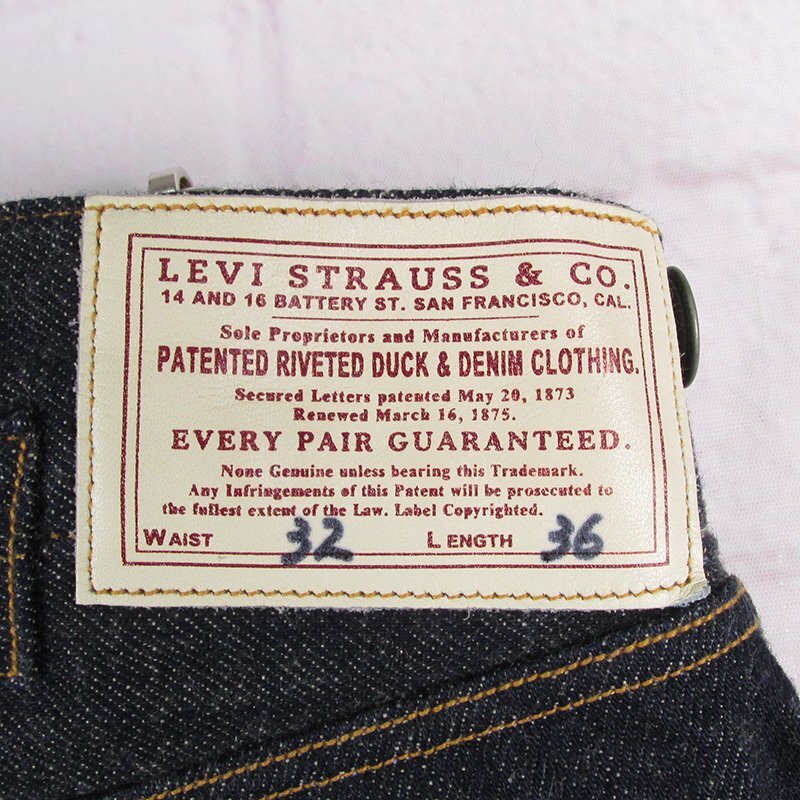 LEVI STRAUSS & CO.
14 AND 16 BATTERY ST. SAN FRANCISCO, CAL.
Sole Proprietors and Manufacturers of
PATENTED RIVETED DUCK & DENIM CLOTHING.
Secured Letters patented May 20, 1873
Renewed March 16, 1875.
EVERY PAIR GUARANTEED.
None Genuine unless bearing this Trademark.
Any Infringements of this Patent will be prosecuted to
the fullest extent of the Law. Label Copyrighted.
WAIST 32 LENGTH 36